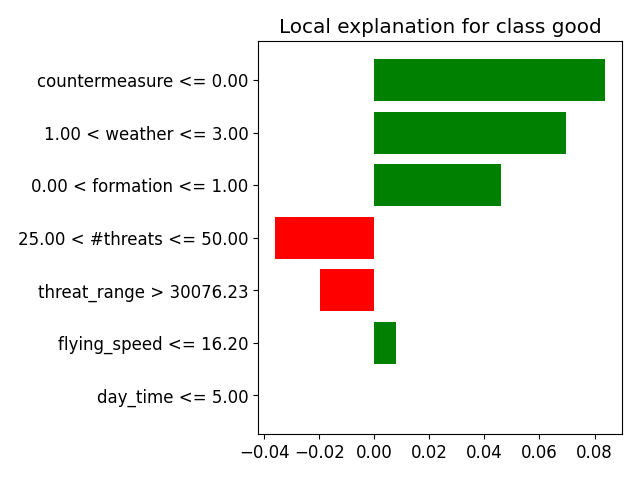 Local explanation for class good
countermeasure <= 0.00
1.00 < weather <= 3.00
0.00 < formation <= 1.00
25.00 < #threats <= 50.00
threat_range > 30076.23
flying_speed <= 16.20
day_time <= 5.00
−0.04 −0.02 0.00 0.02 0.04 0.06 0.08